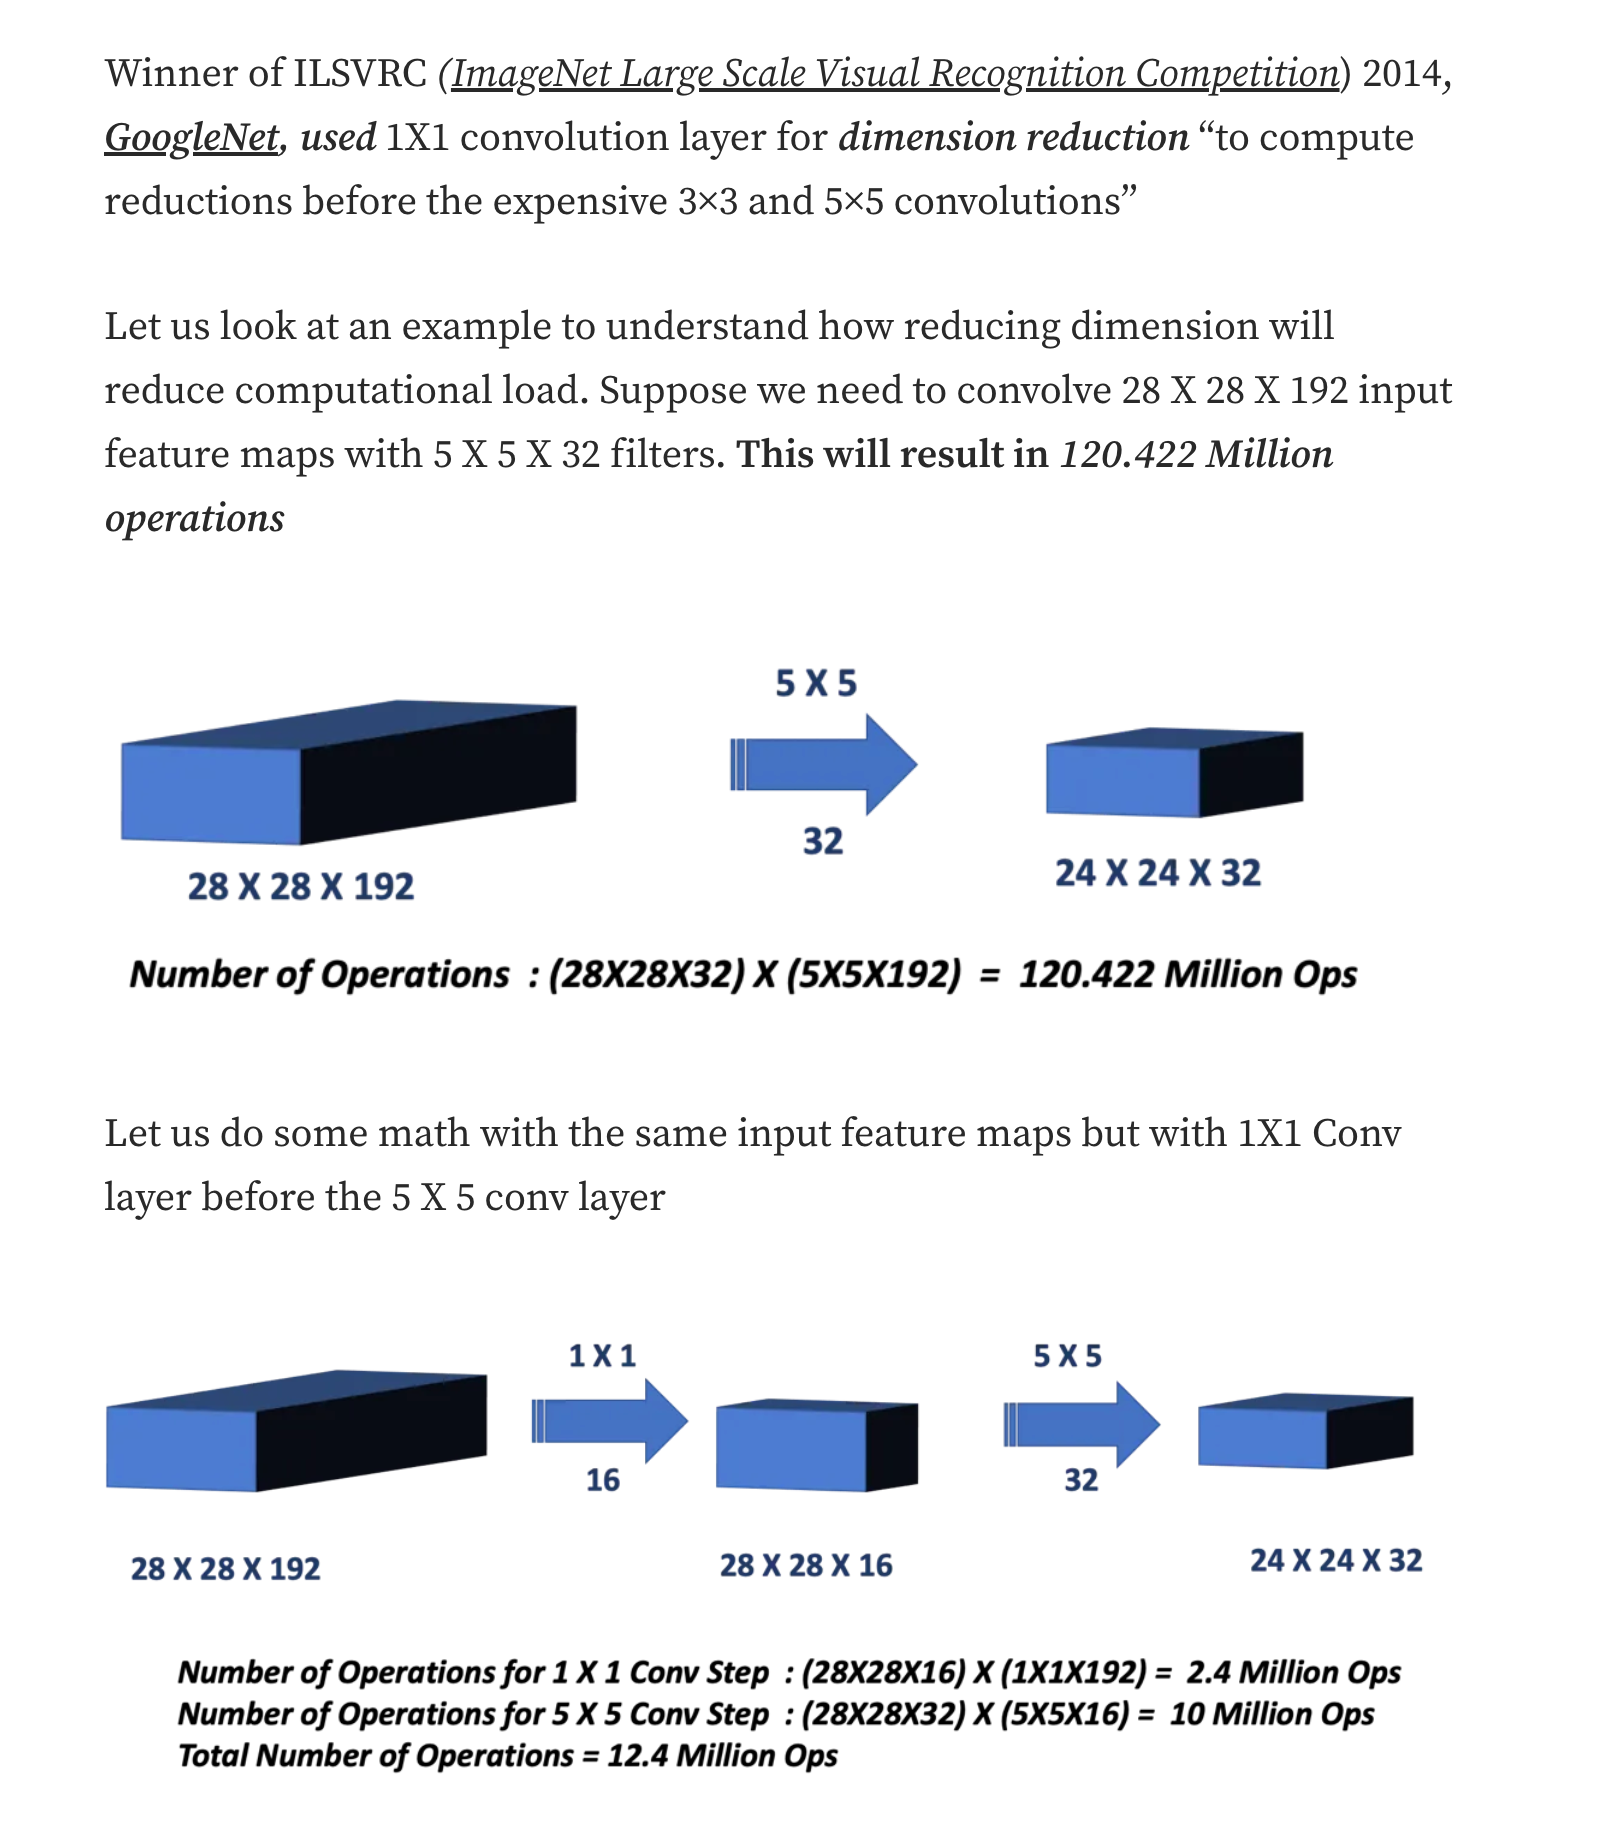 Winner of ILSVRC (ImageNet Large Scale Visual Recognition Competition) 2014,
GoogleNet, used 1X1 convolution layer for dimension reduction “to compute
reductions before the expensive 3×3 and 5×5 convolutions”
Let us look at an example to understand how reducing dimension will
reduce computational load. Suppose we need to convolve 28 X 28 X 192 input
feature maps with 5 X 5 X 32 filters. This will result in 120.422 Million
operations
5 X 5
32
28 X 28 X 192
24 X 24 X 32
Number of Operations : (28X28X32) X (5X5X192) = 120.422 Million Ops
Let us do some math with the same input feature maps but with 1X1 Conv
layer before the 5 X 5 conv layer
1 X 1
5 X 5
16
32
28 X 28 X 192
28 X 28 X 16
24 X 24 X 32
Number of Operations for 1 X 1 Conv Step : (28X28X16) X (1X1X192) = 2.4 Million Ops
Number of Operations for 5 X 5 Conv Step : (28X28X32) X (5X5X16) = 10 Million Ops
Total Number of Operations = 12.4 Million Ops